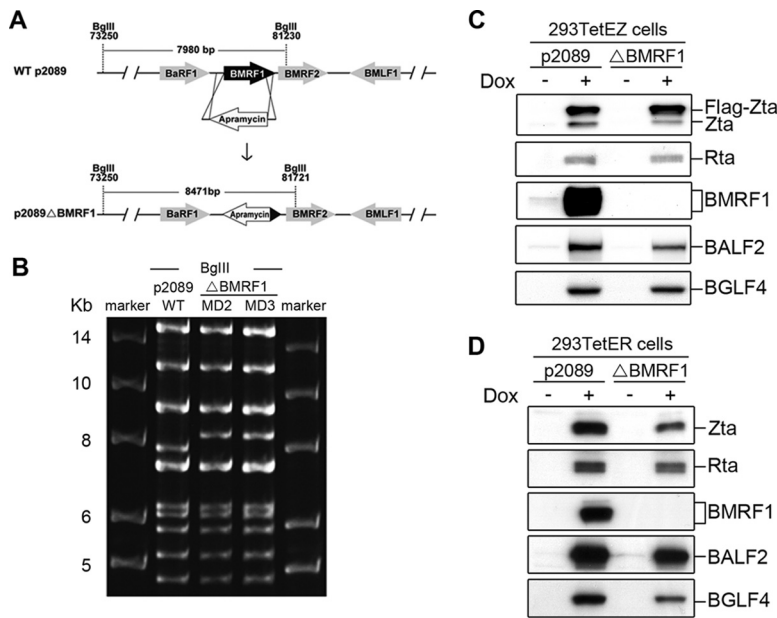 A
BglII
73250
BglII
81230
7980 bp
WT p2089
BaRF1
BMRF1
BMRF2
BMLF1
Apramycin
BglII
73250
BglII
81721
8471bp
p2089△BMRF1
BaRF1
Apramycin
BMRF2
BMLF1
B
BglII
p2089
△BMRF1
Kb
marker
WT
MD2
MD3
marker
14
10
8
6
5
C
293TetEZ cells
p2089
△BMRF1
Dox
-
+
-
+
Flag-Zta
Zta
Rta
BMRF1
BALF2
BGLF4
D
293TetER cells
p2089
△BMRF1
Dox
-
+
-
+
Zta
Rta
BMRF1
BALF2
BGLF4